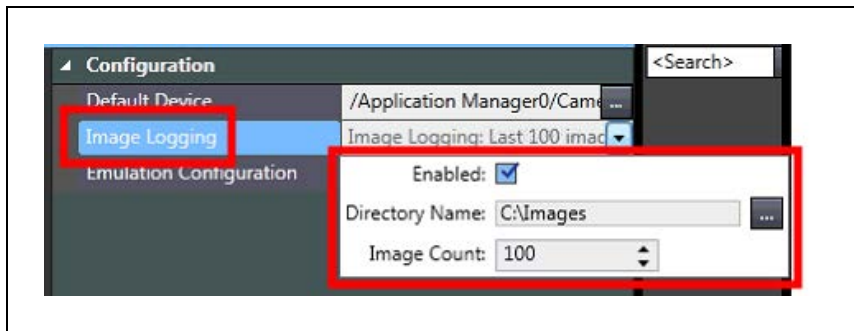 Configuration
<Search>
Default Device /Application Manager0/Came ...
Image Logging Image Logging: Last 100 imag
Emulation Configuration
Enabled:
Directory Name: C:\Images ...
Image Count: 100